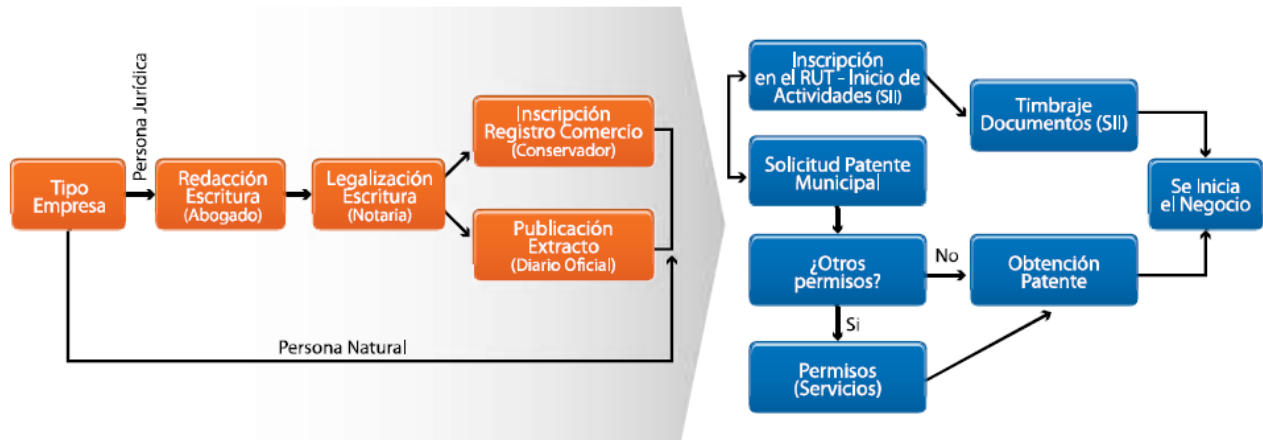 Persona Jurídica
Tipo
Empresa
Redacción
Escritura
(Abogado)
Legalización
Escritura
(Notaria)
Inscripción
Registro Comercio
(Conservador)
Publicación
Extracto
(Diario Oficial)
Persona Natural
Inscripción
en el RUT - Inicio de
Actividades (SII)
Timbraje
Documentos (SII)
Solicitud Patente
Municipal
Se Inicia
el Negocio
¿Otros
permisos?
No
Obtención
Patente
Si
Permisos
(Servicios)